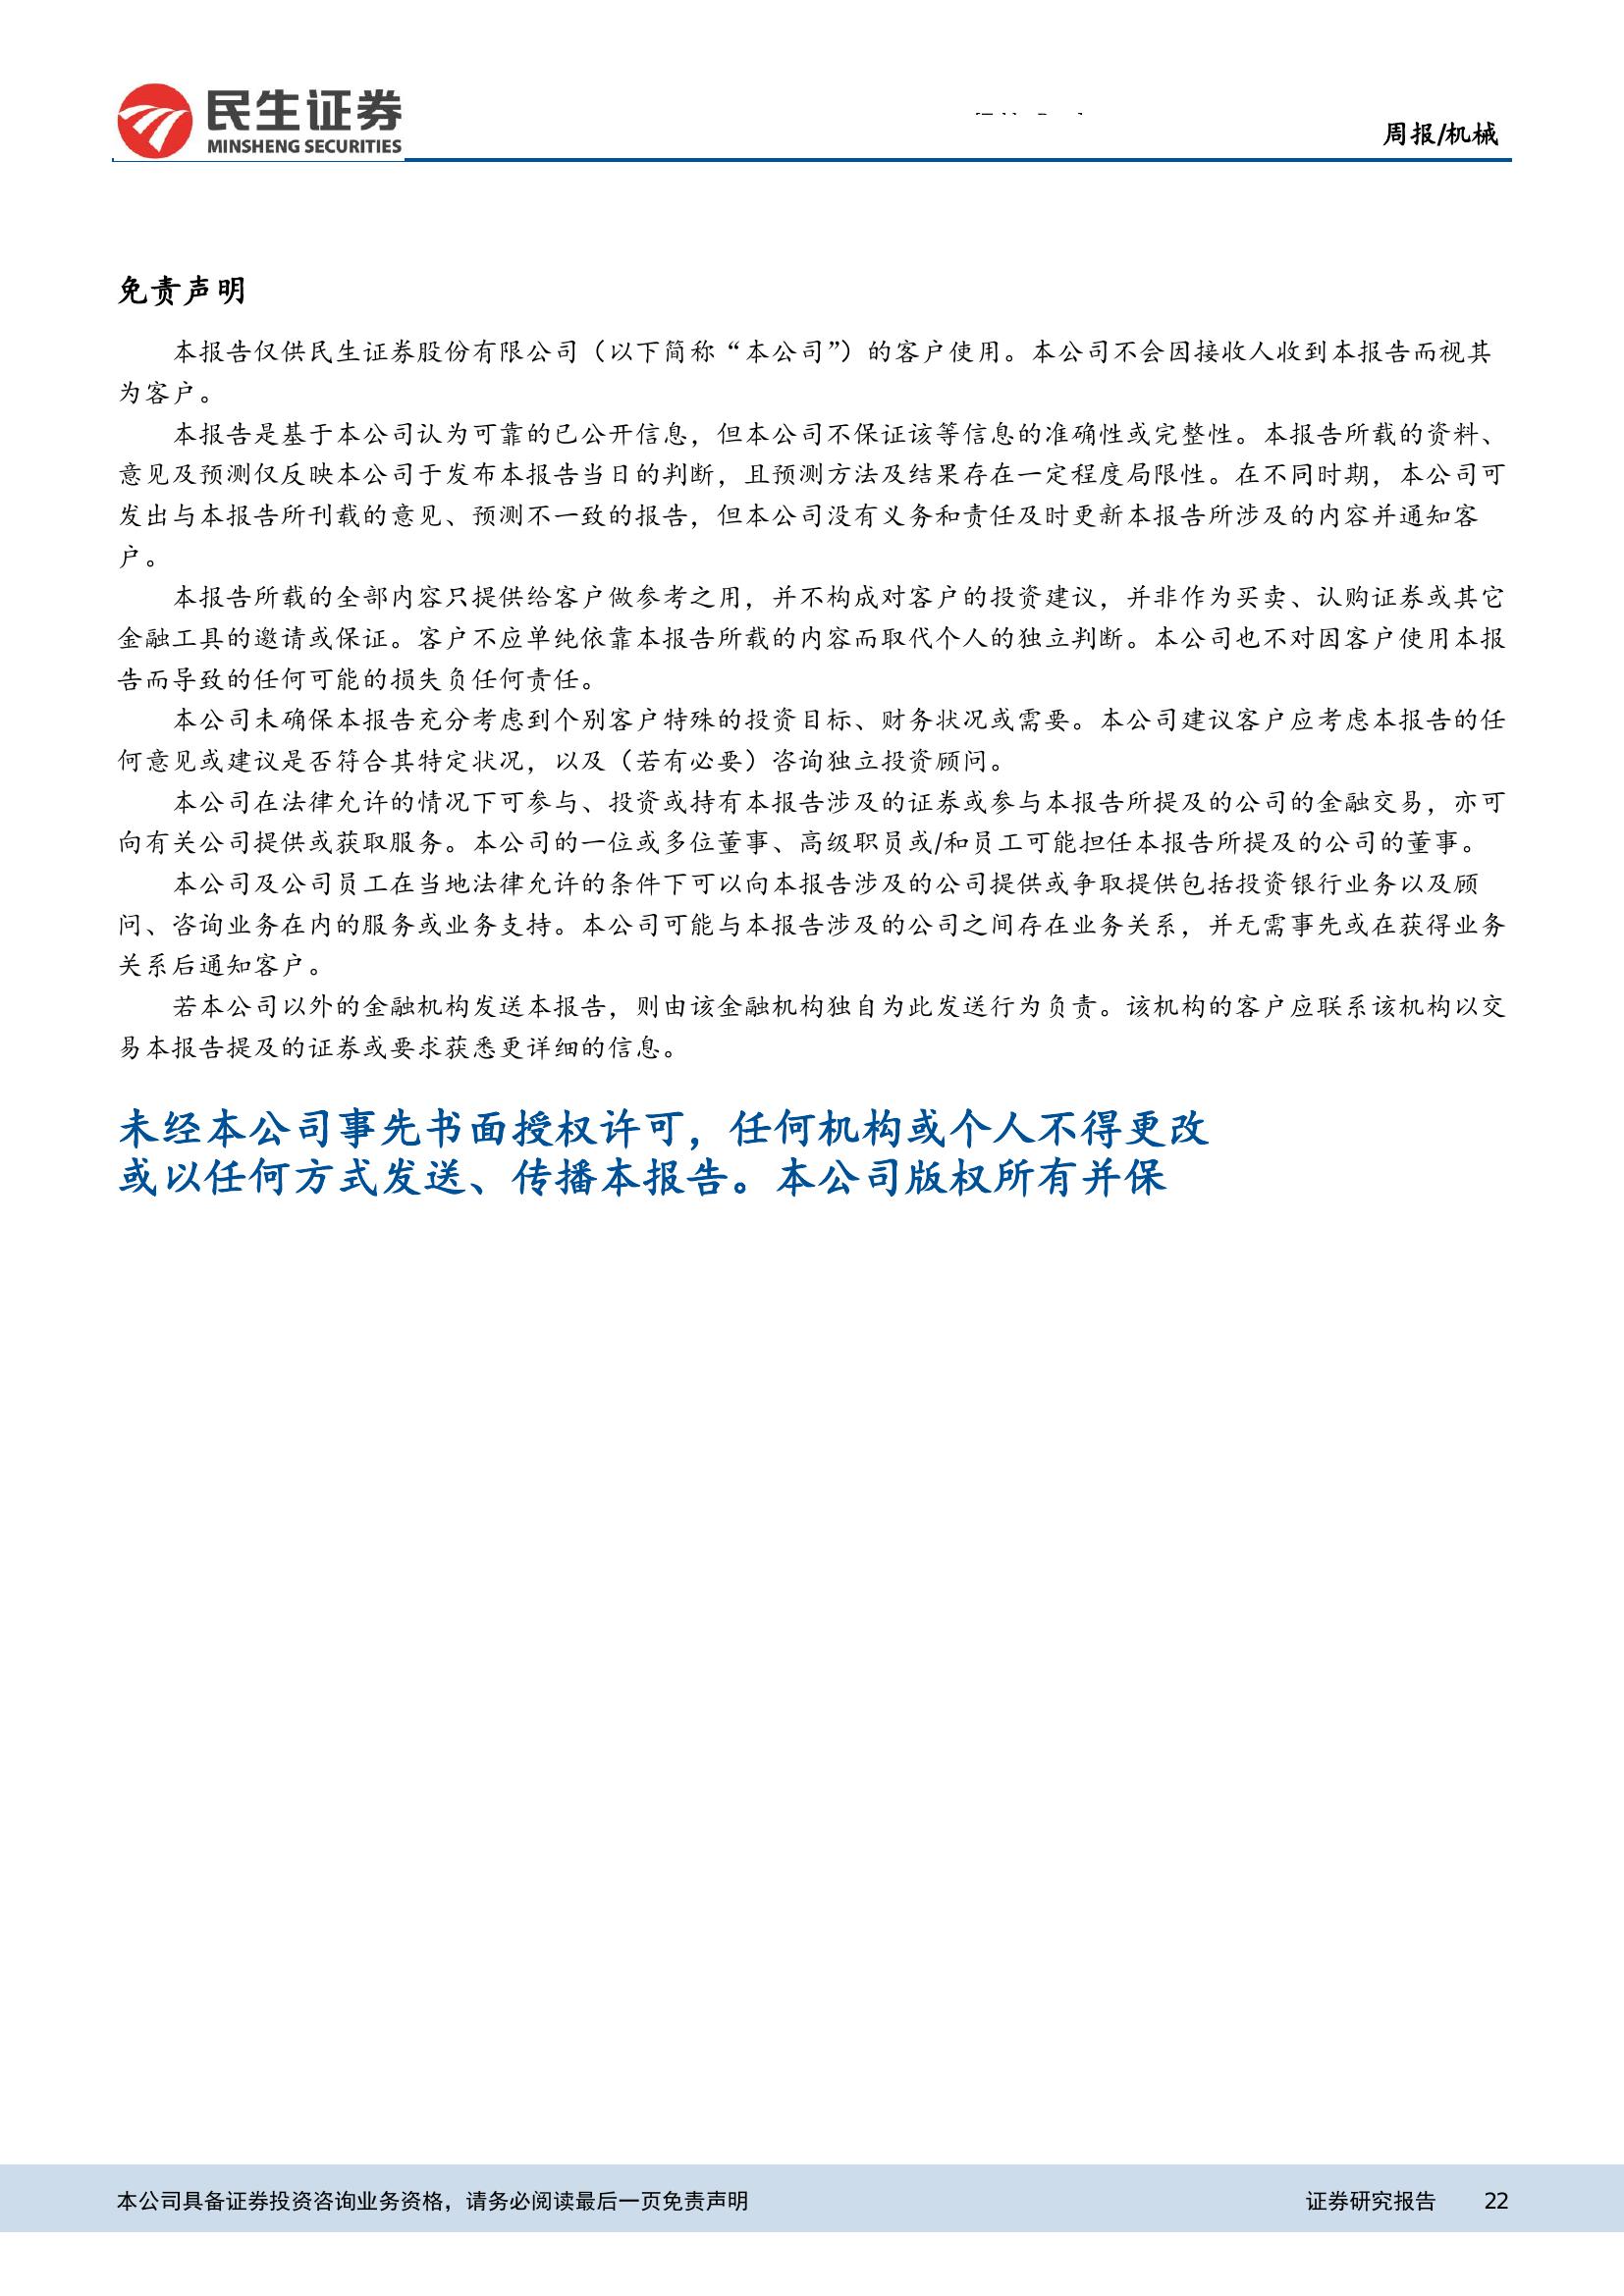 民生证券
MINSHENG SECURITIES
周报/机械
免责声明
本报告仅供民生证券股份有限公司（以下简称“本公司”）的客户使用。本公司不会因接收人收到本报告而视其
为客户。
本报告是基于本公司认为可靠的已公开信息，但本公司不保证该等信息的准确性或完整性。本报告所载的资料、
意见及预测仅反映本公司于发布本报告当日的判断，且预测方法及结果存在一定程度局限性。在不同时期，本公司可
发出与本报告所刊载的意见、预测不一致的报告，但本公司没有义务和责任及时更新本报告所涉及的内容并通知客
户。
本报告所载的全部内容只提供给客户做参考之用，并不构成对客户的投资建议，并非作为买卖、认购证券或其它
金融工具的邀请或保证。客户不应单纯依靠本报告所载的内容而取代个人的独立判断。本公司也不对因客户使用本报
告而导致的任何可能的损失负任何责任。
本公司未确保本报告充分考虑到个别客户特殊的投资目标、财务状况或需要。本公司建议客户应考虑本报告的任
何意见或建议是否符合其特定状况，以及（若有必要）咨询独立投资顾问。
本公司在法律允许的情况下可参与、投资或持有本报告涉及的证券或参与本报告所提及的公司的金融交易，亦可
向有关公司提供或获取服务。本公司的一位或多位董事、高级职员或/和员工可能担任本报告所提及的公司的董事。
本公司及公司员工在当地法律允许的条件下可以向本报告涉及的公司提供或争取提供包括投资银行业务以及顾
问、咨询业务在内的服务或业务支持。本公司可能与本报告涉及的公司之间存在业务关系，并无需事先或在获得业务
关系后通知客户。
若本公司以外的金融机构发送本报告，则由该金融机构独自为此发送行为负责。该机构的客户应联系该机构以交
易本报告提及的证券或要求获悉更详细的信息。
未经本公司事先书面授权许可，任何机构或个人不得更改
或以任何方式发送、传播本报告。本公司版权所有并保
本公司具备证券投资咨询业务资格，请务必阅读最后一页免责声明
证券研究报告 22